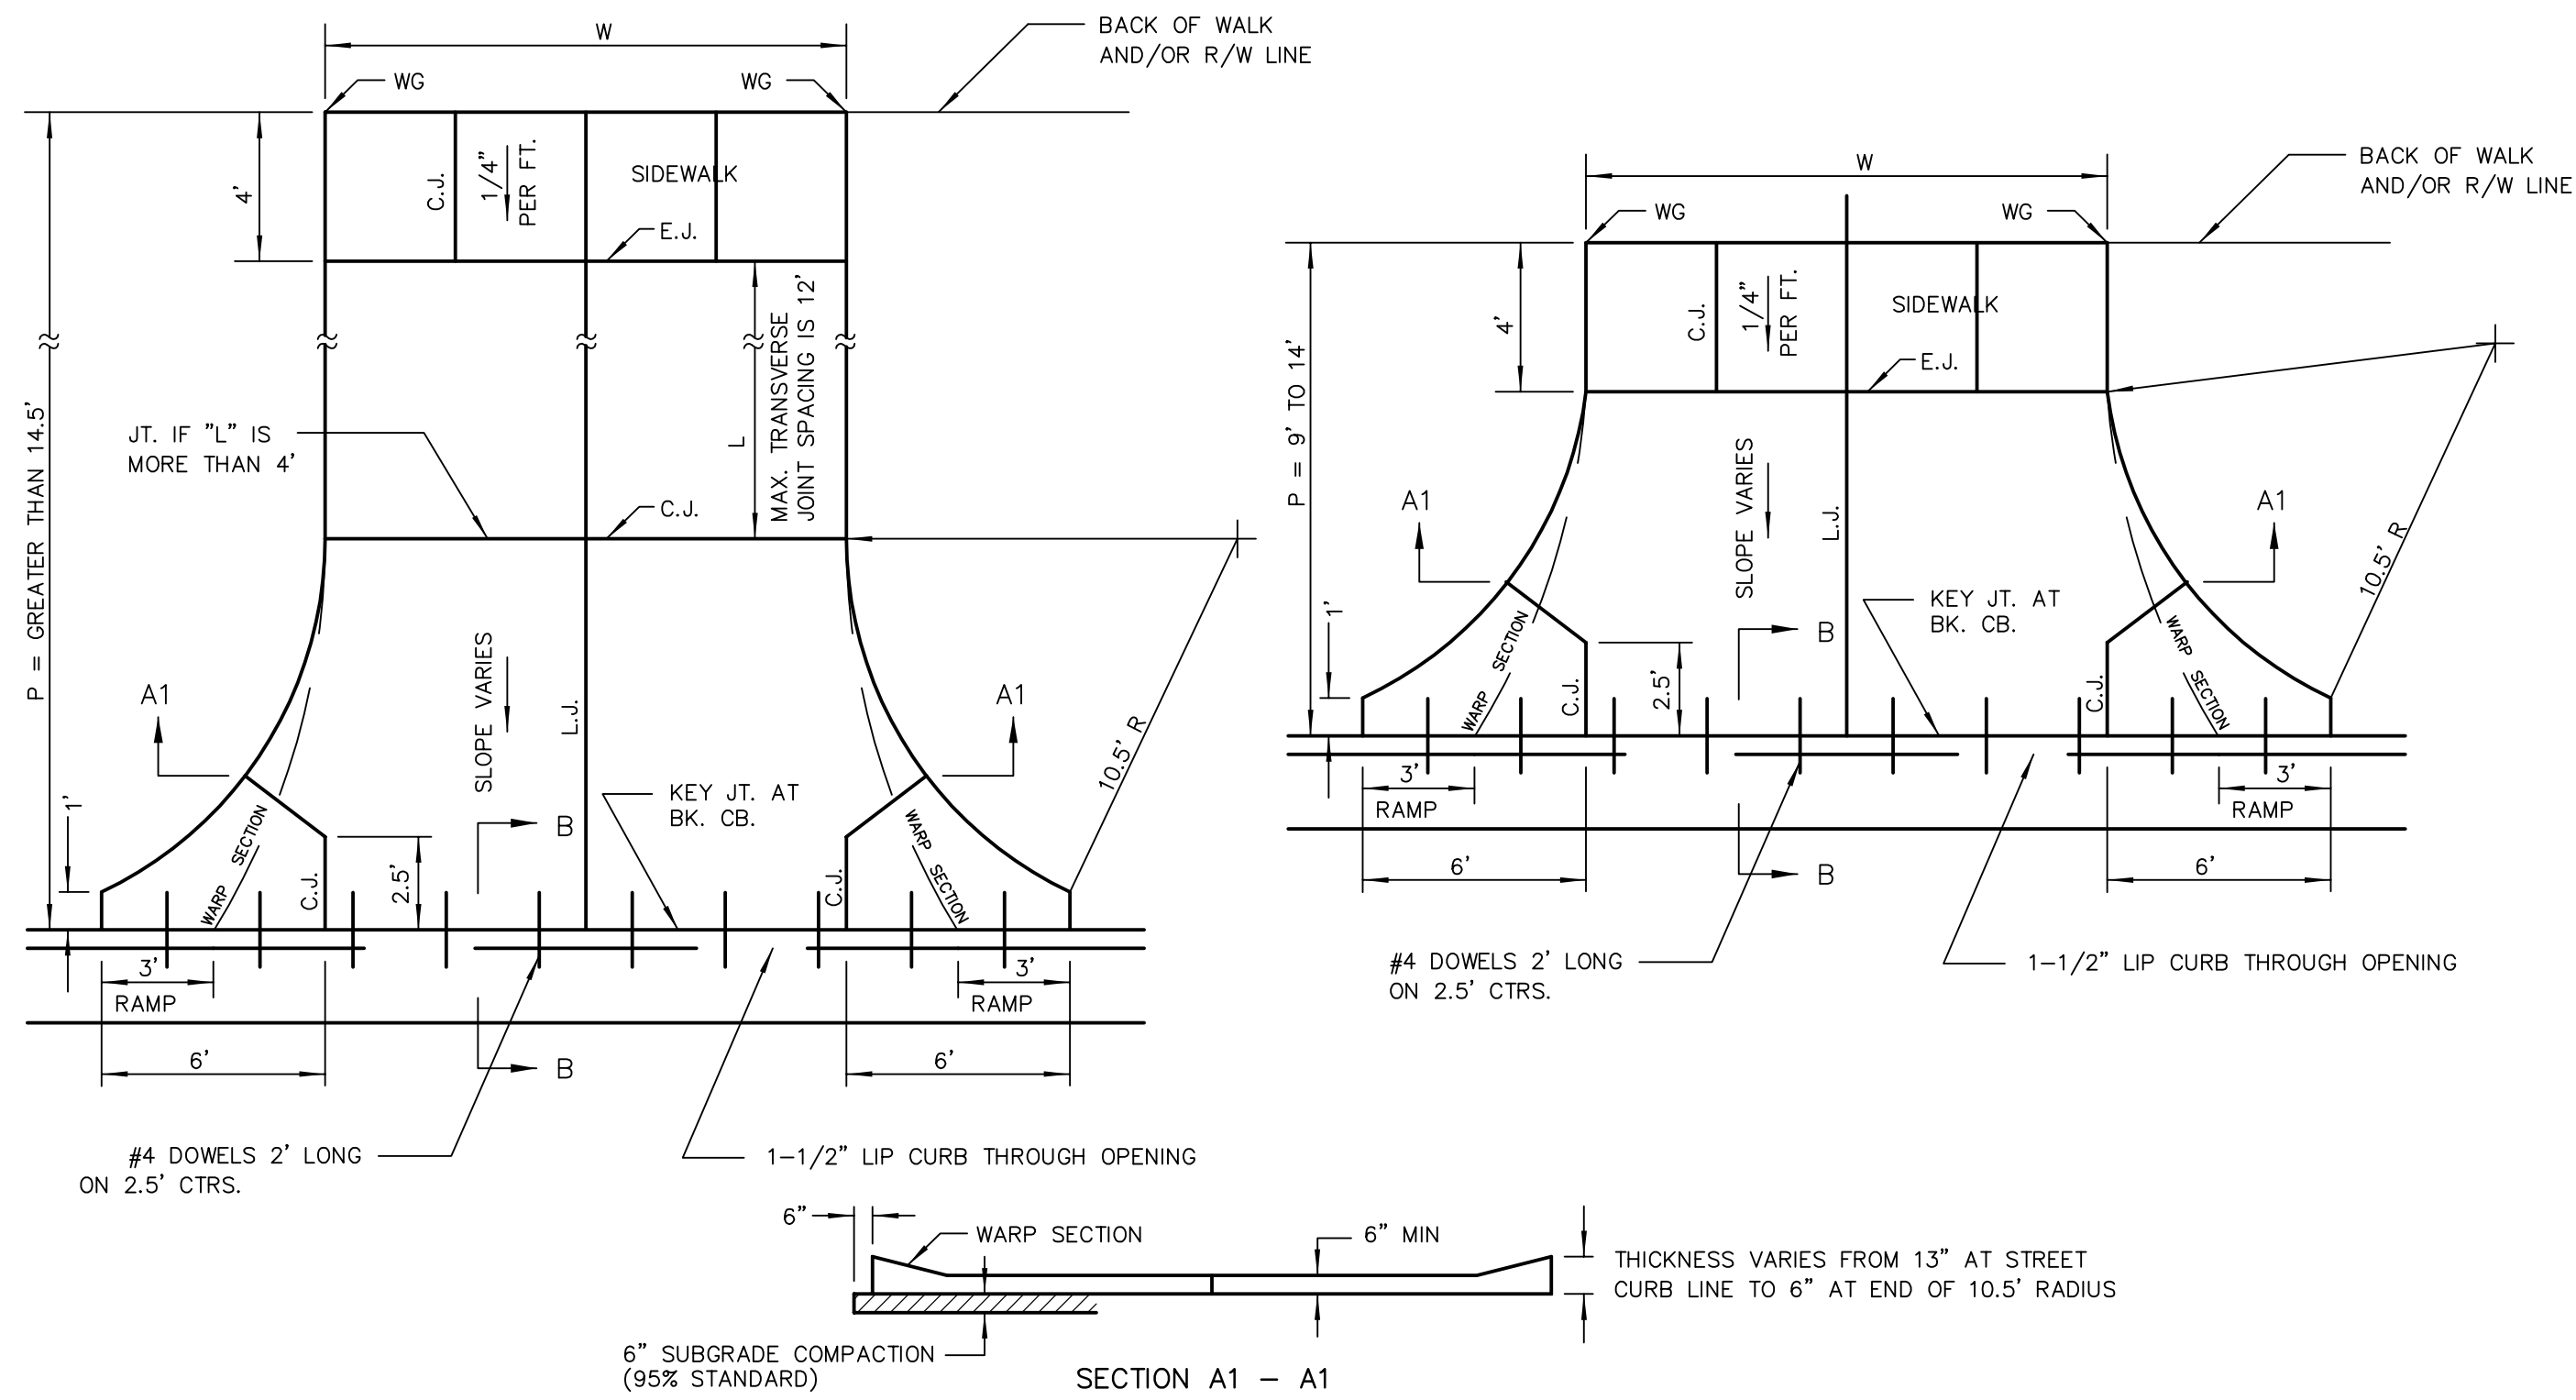 W
BACK OF WALK
AND/OR R/W LINE
WG
WG
4'
C.J.
1/4"
PER FT.
SIDEWALK
E.J.
P = GREATER THAN 14.5'
JT. IF "L" IS
MORE THAN 4'
L
MAX. TRANSVERSE
JOINT SPACING IS 12'
C.J.
A1
A1
SLOPE VARIES
L.J.
10.5' R
1'
WARP SECTION
C.J.
2.5'
B
KEY JT. AT
BK. CB.
C.J.
WARP SECTION
3'
RAMP
3'
RAMP
6'
B
6'
#4 DOWELS 2' LONG
ON 2.5' CTRS.
1-1/2" LIP CURB THROUGH OPENING
W
BACK OF WALK
AND/OR R/W LINE
WG
WG
4'
C.J.
1/4"
PER FT.
SIDEWALK
E.J.
P = 9' TO 14'
A1
A1
SLOPE VARIES
L.J.
10.5' R
1'
WARP SECTION
C.J.
2.5'
B
KEY JT. AT
BK. CB.
C.J.
WARP SECTION
3'
RAMP
3'
RAMP
6'
B
6'
#4 DOWELS 2' LONG
ON 2.5' CTRS.
1-1/2" LIP CURB THROUGH OPENING
6"
WARP SECTION
6" MIN
THICKNESS VARIES FROM 13" AT STREET
CURB LINE TO 6" AT END OF 10.5' RADIUS
6" SUBGRADE COMPACTION
(95% STANDARD)
SECTION A1 - A1